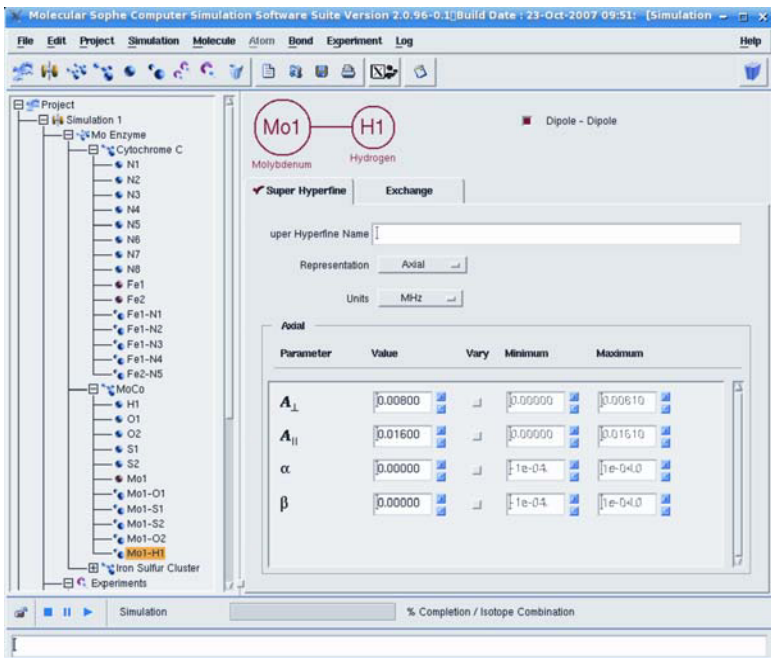 Molecular Sophe Computer Simulation Software Suite Version 2.0.96-0.1 Build Date : 23-Oct-2007 09:51: [Simulation
File Edit Project Simulation Molecule Atom Bond Experiment Log Help
Project
Simulation 1
Mo Enzyme
Cytochrome C
N1
N2
N3
N4
N5
N6
N7
N8
Fe1
Fe2
Fe1-N1
Fe1-N2
Fe1-N3
Fe1-N4
Fe2-N5
MoCo
H1
O1
O2
S1
S2
Mo1
Mo1-O1
Mo1-S1
Mo1-S2
Mo1-O2
Mo1-H1
Iron Sulfur Cluster
Experiments
Mo1 H1
Molybdenum Hydrogen
Dipole - Dipole
Super Hyperfine Exchange
uper Hyperfine Name
Representation Axial
Units MHz
Axial
Parameter Value Vary Minimum Maximum
A⊥ 0.00800 0.00000 0.00810
A|| 0.01600 0.00000 0.01610
α 0.00000
β 0.00000
Simulation % Completion / Isotope Combination